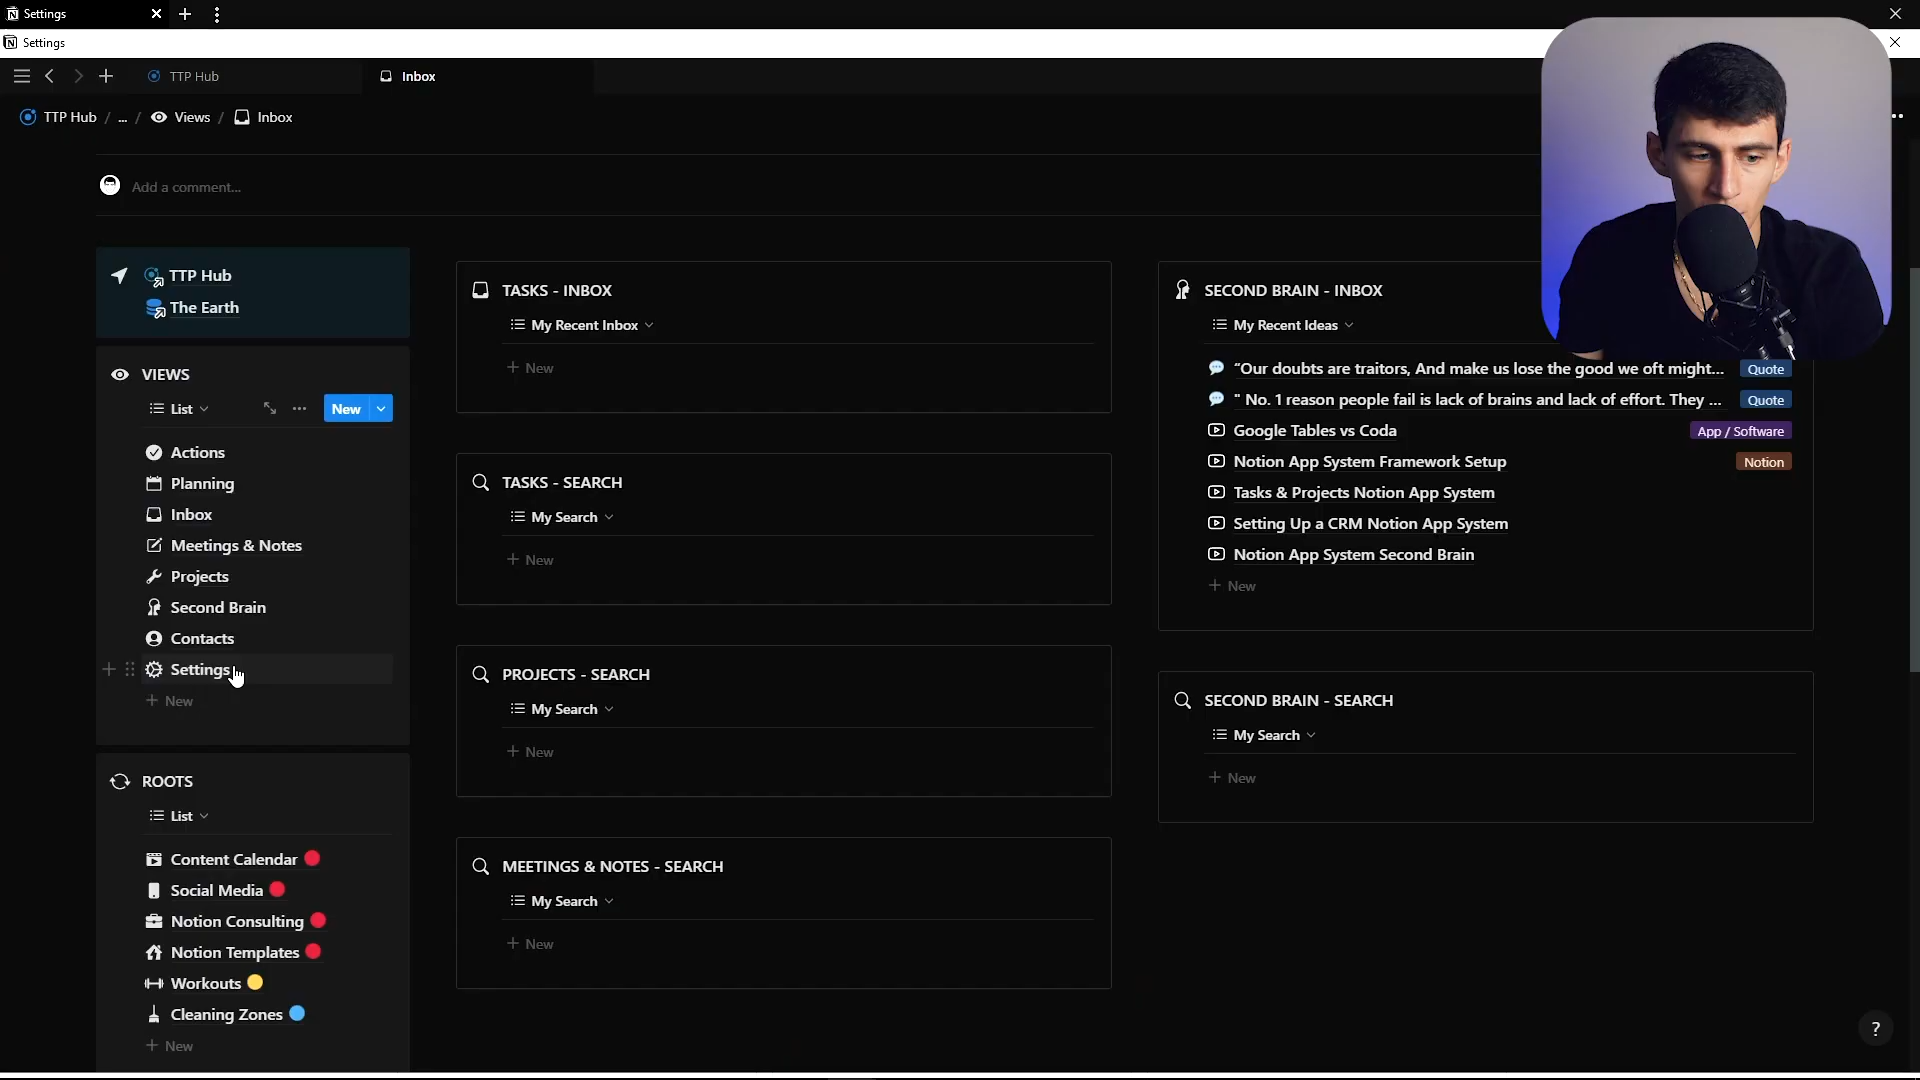 Settings
Settings
TTP Hub
Inbox
TTP Hub / ... / Views / Inbox
Add a comment...
TTP Hub
The Earth
VIEWS
List
New
Actions
Planning
Inbox
Meetings & Notes
Projects
Second Brain
Contacts
Settings
New
ROOTS
List
Content Calendar
Social Media
Notion Consulting
Notion Templates
Workouts
Cleaning Zones
New
TASKS - INBOX
My Recent Inbox
New
TASKS - SEARCH
My Search
New
PROJECTS - SEARCH
My Search
New
MEETINGS & NOTES - SEARCH
My Search
New
SECOND BRAIN - INBOX
My Recent Ideas
“Our doubts are traitors, And make us lose the good we oft might... Quote
" No. 1 reason people fail is lack of brains and lack of effort. They ... Quote
Google Tables vs Coda App / Software
Notion App System Framework Setup Notion
Tasks & Projects Notion App System
Setting Up a CRM Notion App System
Notion App System Second Brain
New
SECOND BRAIN - SEARCH
My Search
New
?